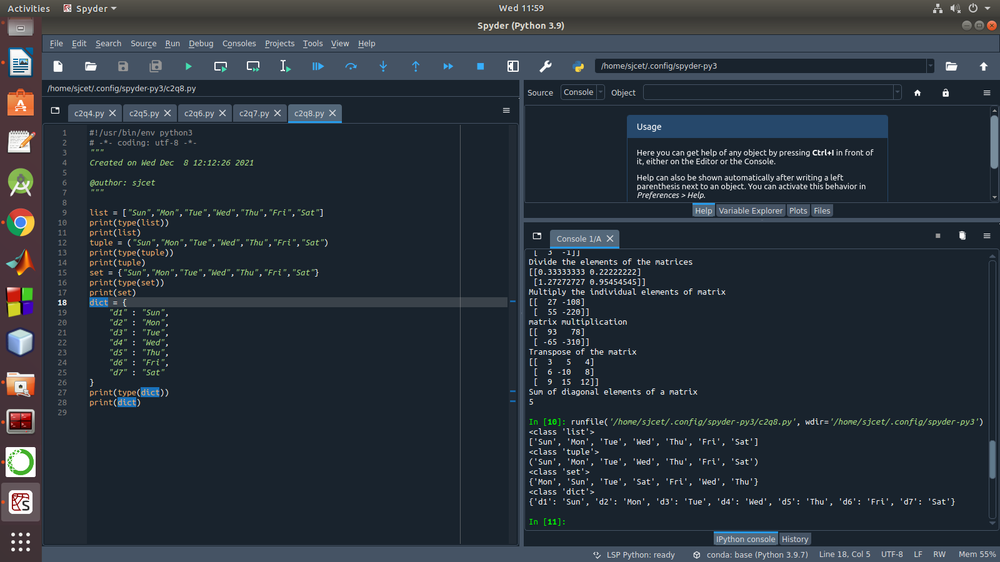 Activities Spyder Wed 11:59
Spyder (Python 3.9)
File Edit Search Source Run Debug Consoles Projects Tools View Help
/home/sjcet/.config/spyder-py3
/home/sjcet/.config/spyder-py3/c2q8.py
c2q4.py c2q5.py c2q6.py c2q7.py c2q8.py
1 #!/usr/bin/env python3
2 # -*- coding: utf-8 -*-
3 """
4 Created on Wed Dec  8 12:12:26 2021
5
6 @author: sjcet
7 """
8
9 list = ["Sun","Mon","Tue","Wed","Thu","Fri","Sat"]
10 print(type(list))
11 print(list)
12 tuple = ("Sun","Mon","Tue","Wed","Thu","Fri","Sat")
13 print(type(tuple))
14 print(tuple)
15 set = {"Sun","Mon","Tue","Wed","Thu","Fri","Sat"}
16 print(type(set))
17 print(set)
18 dict = {
19     "d1" : "Sun",
20     "d2" : "Mon",
21     "d3" : "Tue",
22     "d4" : "Wed",
23     "d5" : "Thu",
24     "d6" : "Fri",
25     "d7" : "Sat"
26 }
27 print(type(dict))
28 print(dict)
29
Source Console Object
Usage
Here you can get help of any object by pressing Ctrl+I in front of
it, either on the Editor or the Console.
Help can also be shown automatically after writing a left
parenthesis next to an object. You can activate this behavior in
Preferences > Help.
Help Variable Explorer Plots Files
Console 1/A
[  3  -1]]
Divide the elements of the matrices
[[0.33333333 0.22222222]
 [1.27272727 0.95454545]]
Multiply the individual elements of matrix
[[  27 -108]
 [  55 -220]]
matrix multiplication
[[  93   78]
 [ -65 -310]]
Transpose of the matrix
[[  3   5   4]
 [  6 -10   8]
 [  9  15  12]]
Sum of diagonal elements of a matrix
5
In [10]: runfile('/home/sjcet/.config/spyder-py3/c2q8.py', wdir='/home/sjcet/.config/spyder-py3')
<class 'list'>
['Sun', 'Mon', 'Tue', 'Wed', 'Thu', 'Fri', 'Sat']
<class 'tuple'>
('Sun', 'Mon', 'Tue', 'Wed', 'Thu', 'Fri', 'Sat')
<class 'set'>
{'Mon', 'Sun', 'Tue', 'Sat', 'Fri', 'Wed', 'Thu'}
<class 'dict'>
{'d1': 'Sun', 'd2': 'Mon', 'd3': 'Tue', 'd4': 'Wed', 'd5': 'Thu', 'd6': 'Fri', 'd7': 'Sat'}
In [11]:
IPython console History
LSP Python: ready conda: base (Python 3.9.7) Line 18, Col 5 UTF-8 LF RW Mem 55%